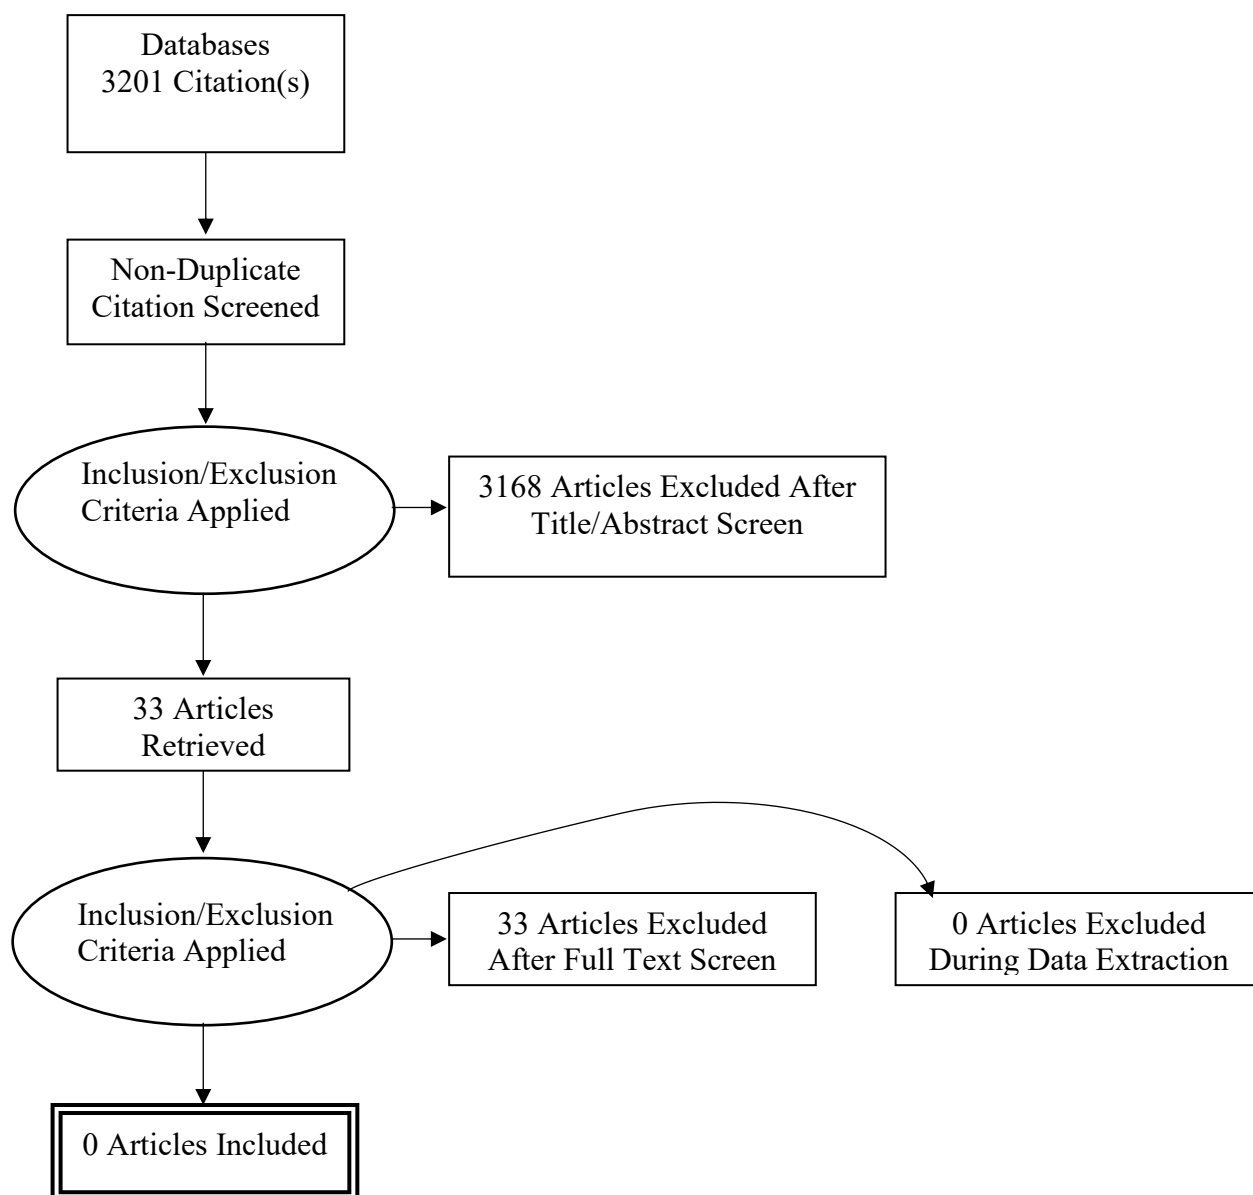 Databases
3201 Citation(s)
Non-Duplicate
Citation Screened
Inclusion/Exclusion
Criteria Applied
3168 Articles Excluded After
Title/Abstract Screen
33 Articles
Retrieved
Inclusion/Exclusion
Criteria Applied
33 Articles Excluded
After Full Text Screen
0 Articles Excluded
During Data Extraction
0 Articles Included